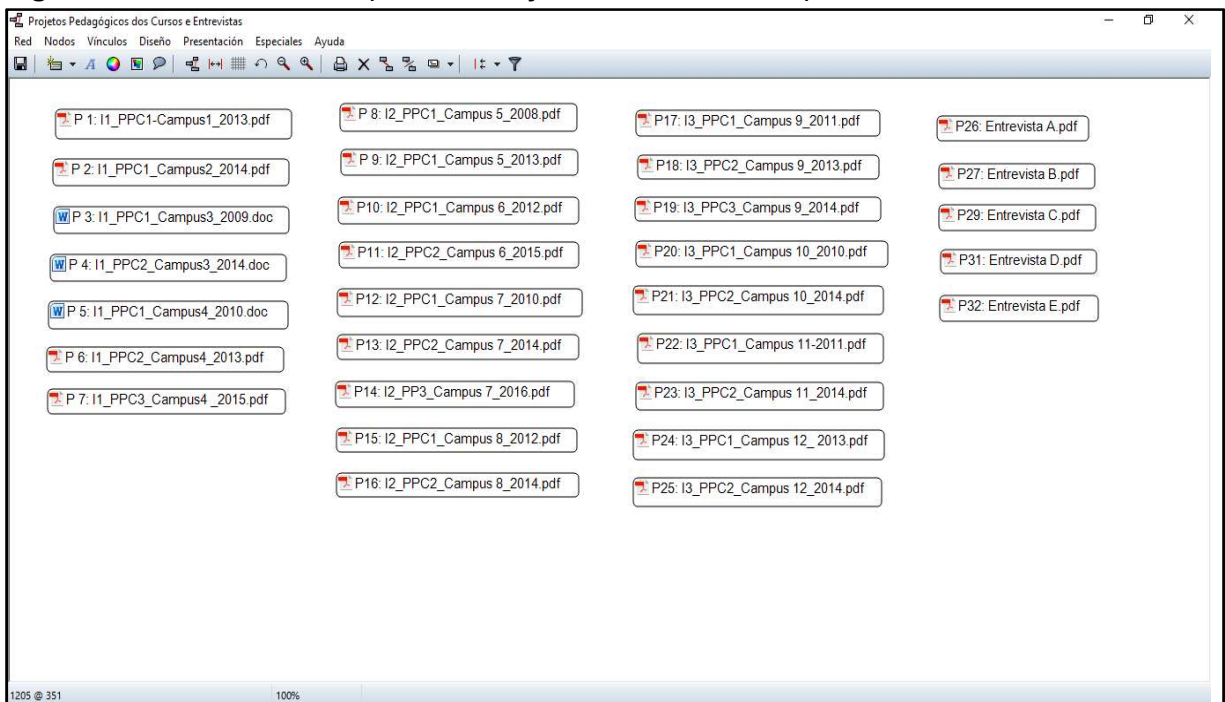 Projetos Pedagógicos dos Cursos e Entrevistas
Red Nodos Vínculos Diseño Presentación Especiales Ayuda
P 1: I1_PPC1-Campus1_2013.pdf
P 2: I1_PPC1_Campus2_2014.pdf
P 3: I1_PPC1_Campus3_2009.doc
P 4: I1_PPC2_Campus3_2014.doc
P 5: I1_PPC1_Campus4_2010.doc
P 6: I1_PPC2_Campus4_2013.pdf
P 7: I1_PPC3_Campus4 _2015.pdf
P 8: I2_PPC1_Campus 5_2008.pdf
P 9: I2_PPC1_Campus 5_2013.pdf
P10: I2_PPC1_Campus 6_2012.pdf
P11: I2_PPC2_Campus 6_2015.pdf
P12: I2_PPC1_Campus 7_2010.pdf
P13: I2_PPC2_Campus 7_2014.pdf
P14: I2_PP3_Campus 7_2016.pdf
P15: I2_PPC1_Campus 8_2012.pdf
P16: I2_PPC2_Campus 8_2014.pdf
P17: I3_PPC1_Campus 9_2011.pdf
P18: I3_PPC2_Campus 9_2013.pdf
P19: I3_PPC3_Campus 9_2014.pdf
P20: I3_PPC1_Campus 10_2010.pdf
P21: I3_PPC2_Campus 10_2014.pdf
P22: I3_PPC1_Campus 11-2011.pdf
P23: I3_PPC2_Campus 11_2014.pdf
P24: I3_PPC1_Campus 12_ 2013.pdf
P25: I3_PPC2_Campus 12_2014.pdf
P26: Entrevista A.pdf
P27: Entrevista B.pdf
P29: Entrevista C.pdf
P31: Entrevista D.pdf
P32: Entrevista E.pdf
1205 @ 351 100%